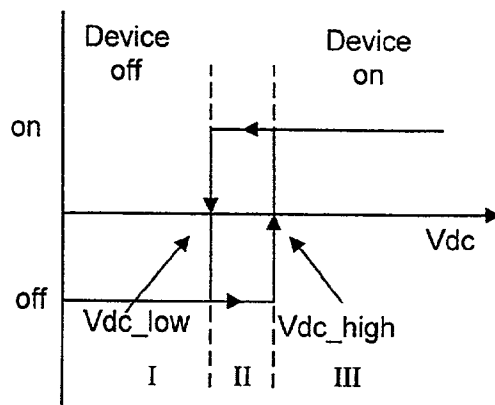 Device
off
Device
on
on
Vdc
off
Vdc_low
Vdc_high
I
II
III